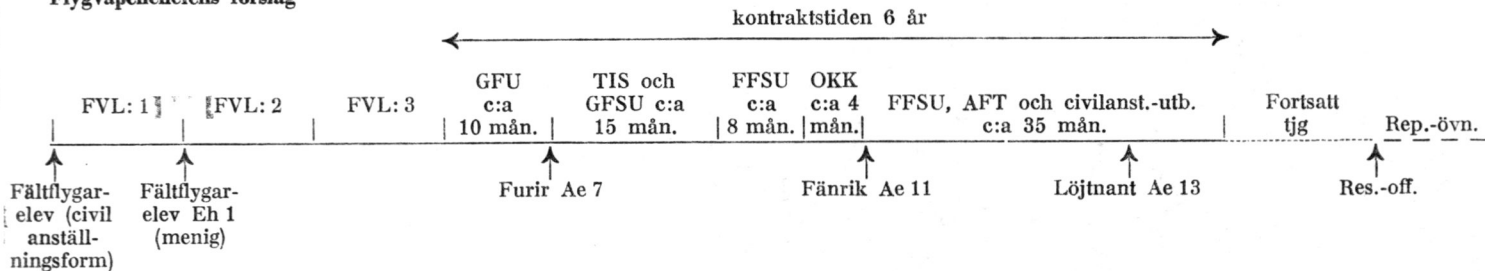 Flygvapenchefens förslag
kontraktstiden 6 år
FVL: 1
FVL: 2
FVL: 3
GFU
c:a
10 mån.
TIS och
GFSU c:a
15 mån.
FFSU
c:a
8 mån.
OKK
c:a 4
mån.
FFSU, AFT och civilanst.-utb.
c:a 35 mån.
Fortsatt
tjg
Rep.-övn.
Fältflygar-
elev (civil
anställ-
ningsform)
Fältflygar-
elev Eh 1
(menig)
Furir Ae 7
Fänrik Ae 11
Löjtnant Ae 13
Res.-off.